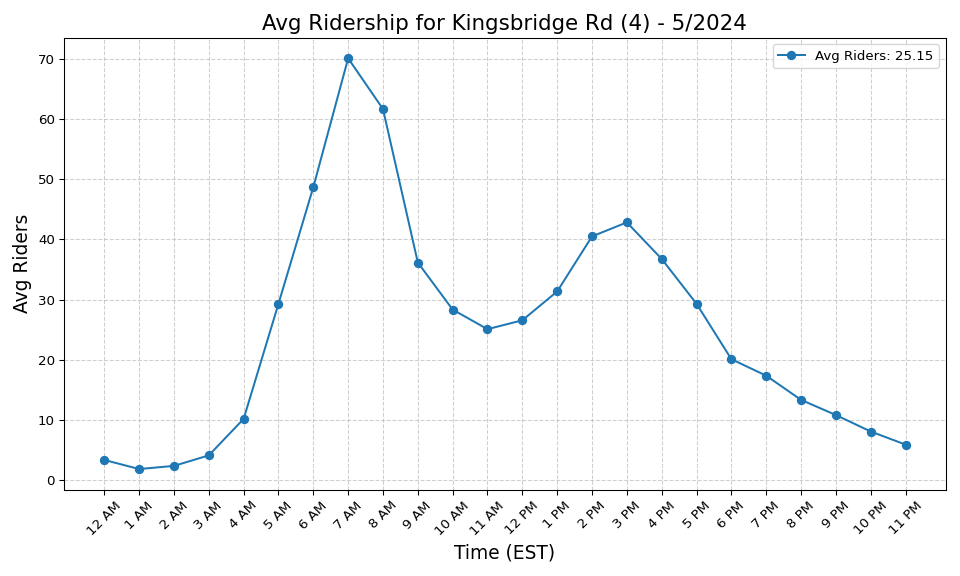 Avg Ridership for Kingsbridge Rd (4) - 5/2024
Avg Riders: 25.15
Avg Riders
70
60
50
40
30
20
10
0
12 AM 1 AM 2 AM 3 AM 4 AM 5 AM 6 AM 7 AM 8 AM 9 AM 10 AM 11 AM 12 PM 1 PM 2 PM 3 PM 4 PM 5 PM 6 PM 7 PM 8 PM 9 PM 10 PM 11 PM
Time (EST)